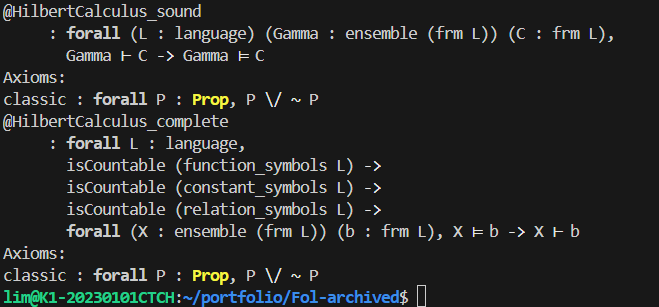 @HilbertCalculus_sound
: forall (L : language) (Gamma : ensemble (frm L)) (C : frm L),
Gamma ⊢ C -> Gamma ⊨ C
Axioms:
classic : forall P : Prop, P \/ ~ P
@HilbertCalculus_complete
: forall L : language,
isCountable (function_symbols L) ->
isCountable (constant_symbols L) ->
isCountable (relation_symbols L) ->
forall (X : ensemble (frm L)) (b : frm L), X ⊨ b -> X ⊢ b
Axioms:
classic : forall P : Prop, P \/ ~ P
lim@K1-20230101CTCH:~/portfolio/Fol-archived$